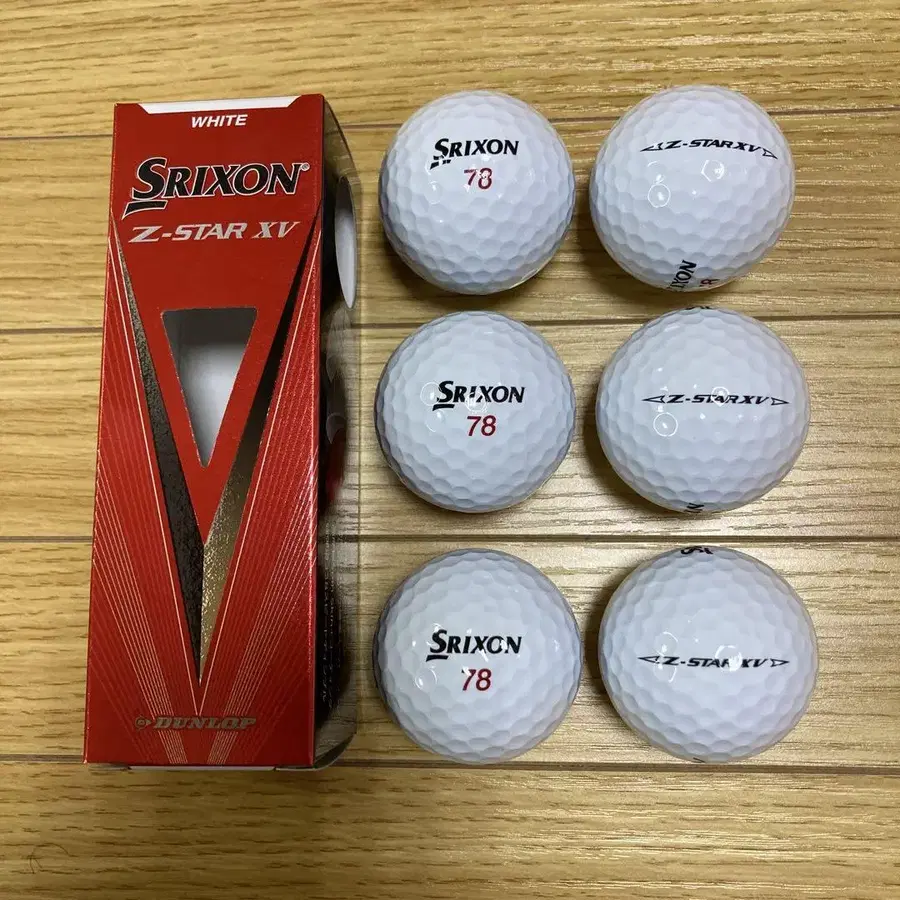 WHITE
SRIXON
Z-STAR XV
DUNLOP
SRIXON
78
Z-STAR XV
SRIXON
78
Z-STAR XV
SRIXON
78
Z-STAR XV